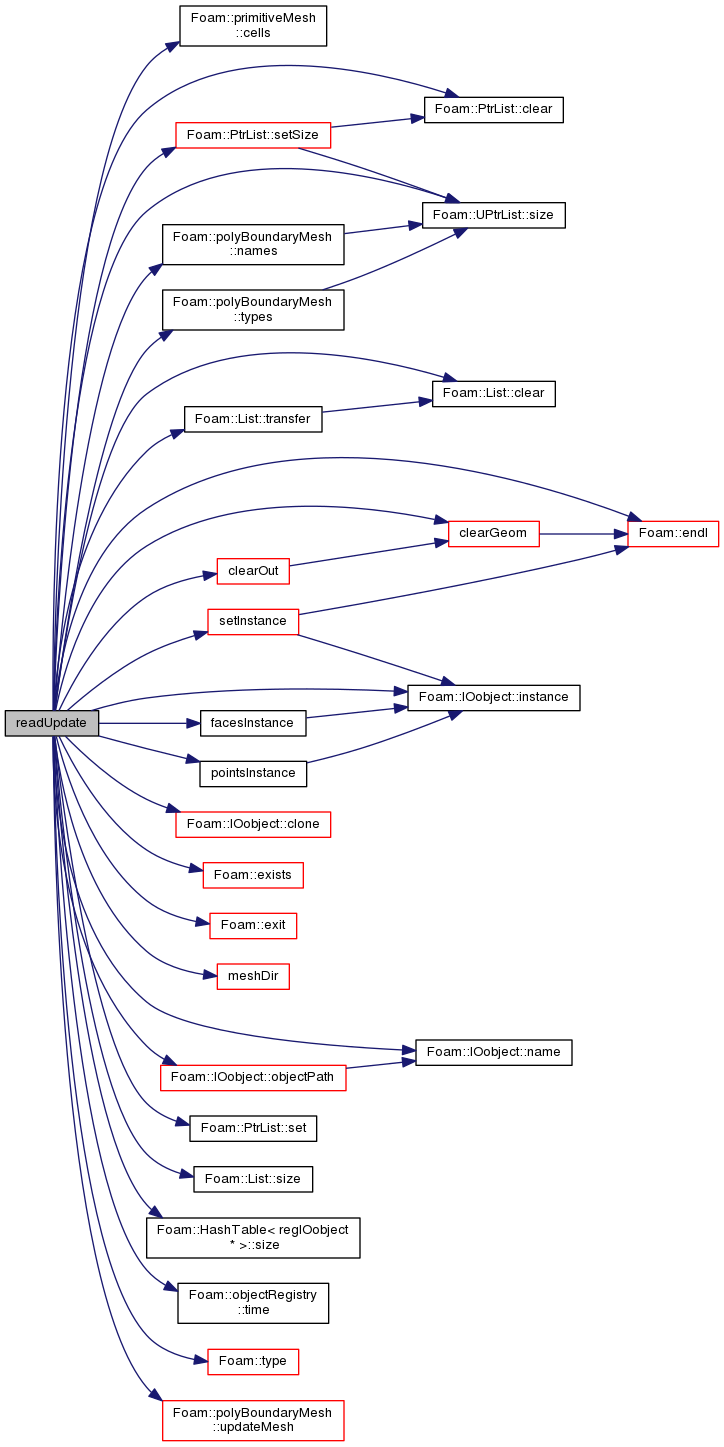 Foam::primitiveMesh
::cells
Foam::PtrList::clear
Foam::PtrList::setSize
Foam::UPtrList::size
Foam::polyBoundaryMesh
::names
Foam::polyBoundaryMesh
::types
Foam::List::clear
Foam::List::transfer
clearGeom
Foam::endl
clearOut
setInstance
Foam::IOobject::instance
readUpdate
facesInstance
pointsInstance
Foam::IOobject::clone
Foam::exists
Foam::exit
meshDir
Foam::IOobject::name
Foam::IOobject::objectPath
Foam::PtrList::set
Foam::List::size
Foam::HashTable< regIOobject
* >::size
Foam::objectRegistry
::time
Foam::type
Foam::polyBoundaryMesh
::updateMesh